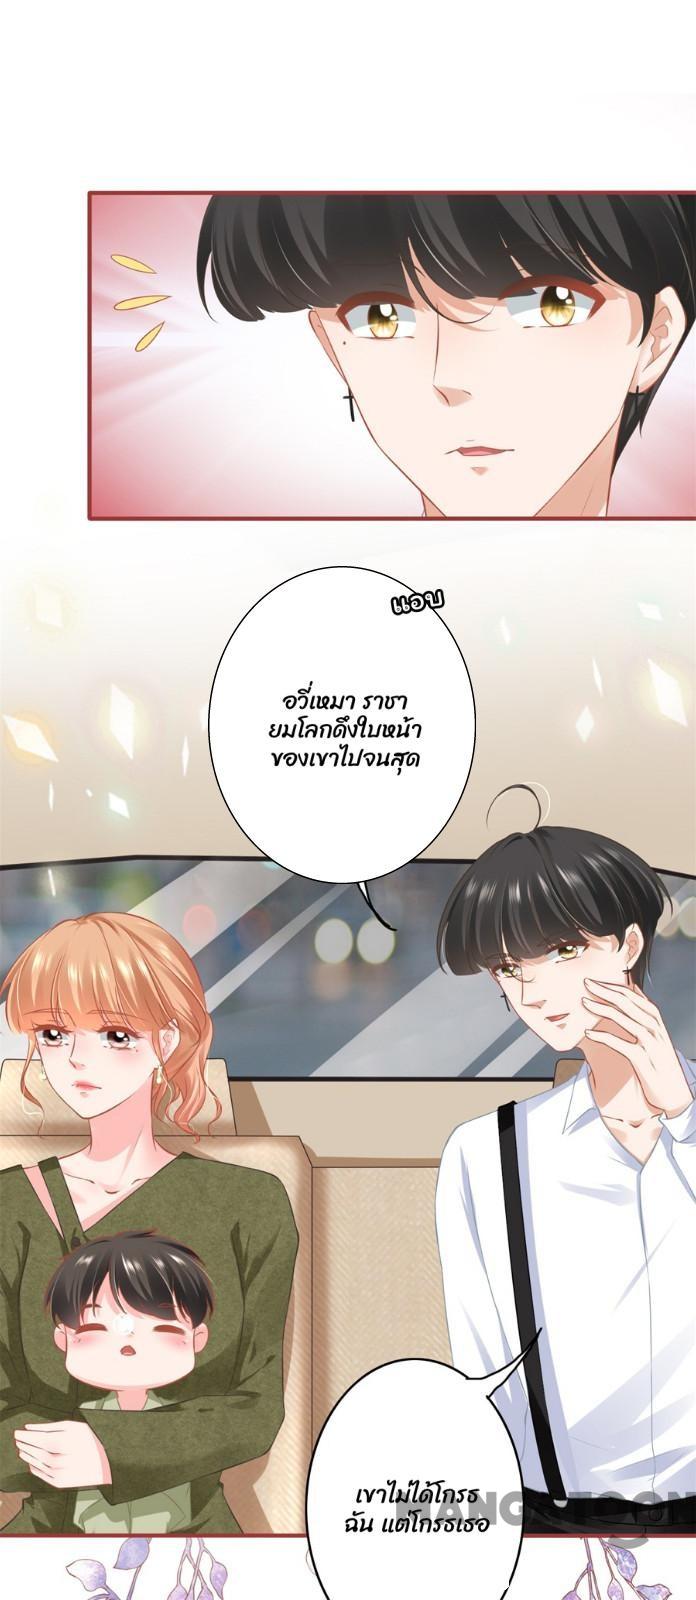 แอบ
อวี่เหมา ราชา
ยมโลกดึงใบหน้า
ของเขาไปจนสุด
เขาไม่ได้โกรธ
ฉัน แต่โกรธเธอ